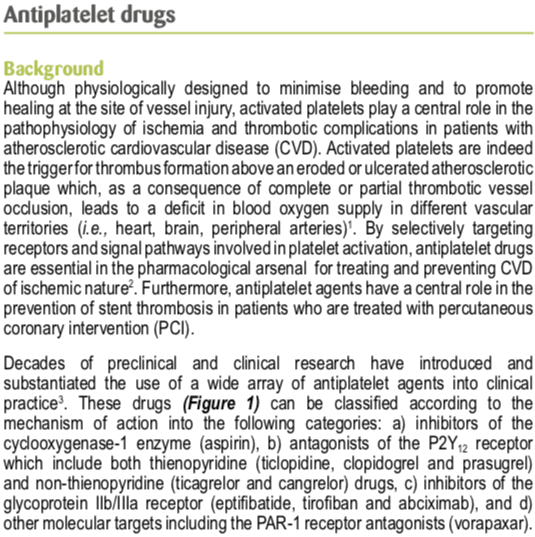 Antiplatelet drugs
Background
Although physiologically designed to minimise bleeding and to promote
healing at the site of vessel injury, activated platelets play a central role in the
pathophysiology of ischemia and thrombotic complications in patients with
atherosclerotic cardiovascular disease (CVD). Activated platelets are indeed
the trigger for thrombus formation above an eroded or ulcerated atherosclerotic
plaque which, as a consequence of complete or partial thrombotic vessel
occlusion, leads to a deficit in blood oxygen supply in different vascular
territories (i.e., heart, brain, peripheral arteries)¹. By selectively targeting
receptors and signal pathways involved in platelet activation, antiplatelet drugs
are essential in the pharmacological arsenal for treating and preventing CVD
of ischemic nature². Furthermore, antiplatelet agents have a central role in the
prevention of stent thrombosis in patients who are treated with percutaneous
coronary intervention (PCI).
Decades of preclinical and clinical research have introduced and
substantiated the use of a wide array of antiplatelet agents into clinical
practice³. These drugs (Figure 1) can be classified according to the
mechanism of action into the following categories: a) inhibitors of the
cyclooxygenase-1 enzyme (aspirin), b) antagonists of the P2Y₁₂ receptor
which include both thienopyridine (ticlopidine, clopidogrel and prasugrel)
and non-thienopyridine (ticagrelor and cangrelor) drugs, c) inhibitors of the
glycoprotein IIb/IIIa receptor (eptifibatide, tirofiban and abciximab), and d)
other molecular targets including the PAR-1 receptor antagonists (vorapaxar).